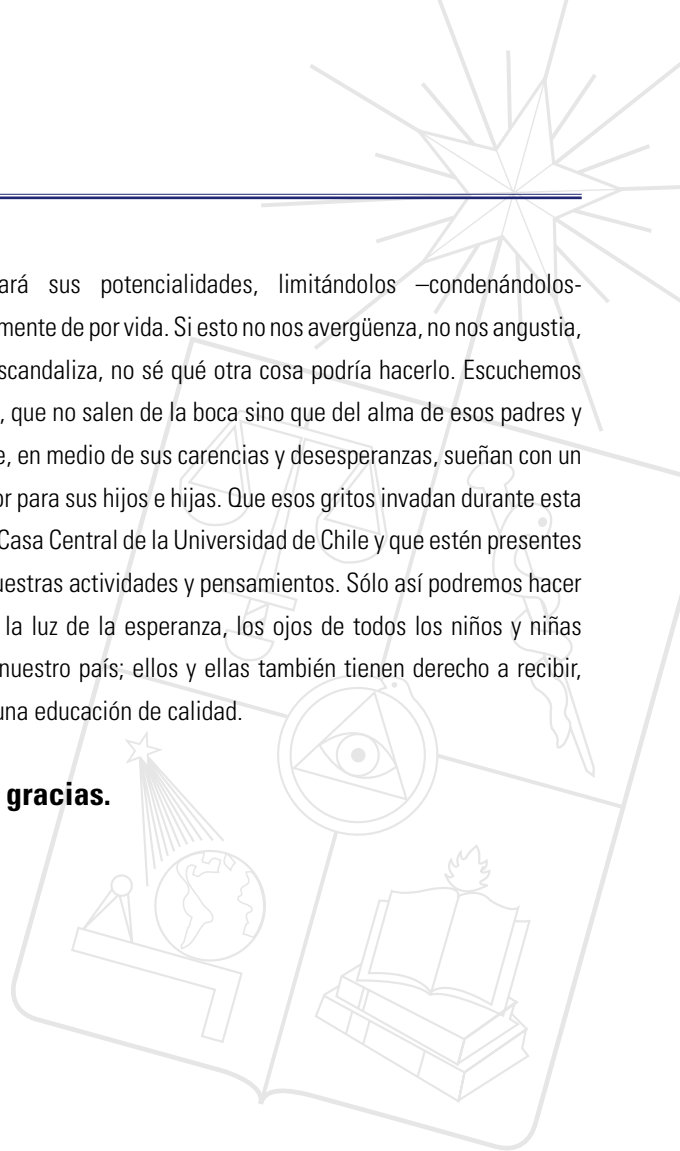 ará sus potencialidades, limitándolos –condenándolos-
mente de por vida. Si esto no nos avergüenza, no nos angustia,
scandaliza, no sé qué otra cosa podría hacerlo. Escuchemos
, que no salen de la boca sino que del alma de esos padres y
e, en medio de sus carencias y desesperanzas, sueñan con un
or para sus hijos e hijas. Que esos gritos invadan durante esta
Casa Central de la Universidad de Chile y que estén presentes
uestras actividades y pensamientos. Sólo así podremos hacer
la luz de la esperanza, los ojos de todos los niños y niñas
nuestro país; ellos y ellas también tienen derecho a recibir,
una educación de calidad.
gracias.